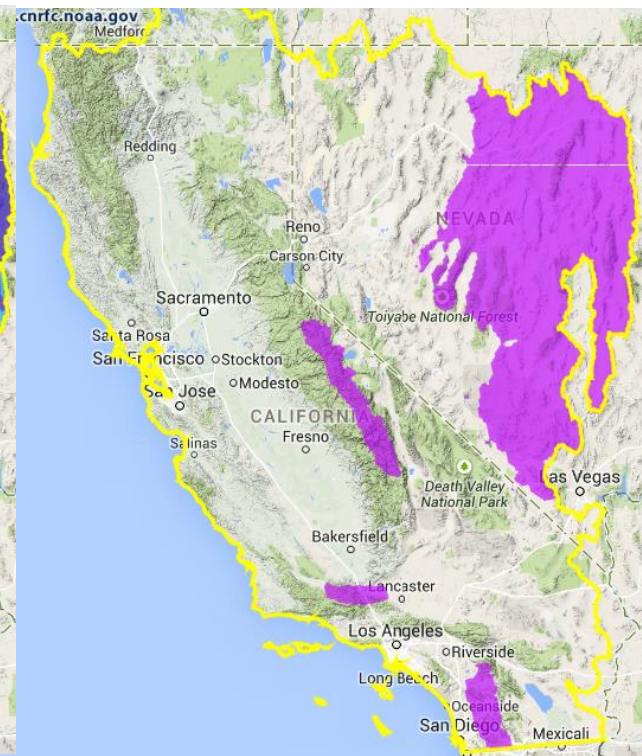 .cnrfc.noaa.gov
Medford
Redding
NEVADA
Reno
Carson City
Sacramento
Toiyabe National Forest
Santa Rosa
San Francisco
Stockton
San Jose
Modesto
CALIFORNIA
Salinas
Fresno
Las Vegas
Death Valley
National Park
Bakersfield
Lancaster
Los Angeles
Riverside
Long Beach
Oceanside
San Diego
Mexicali